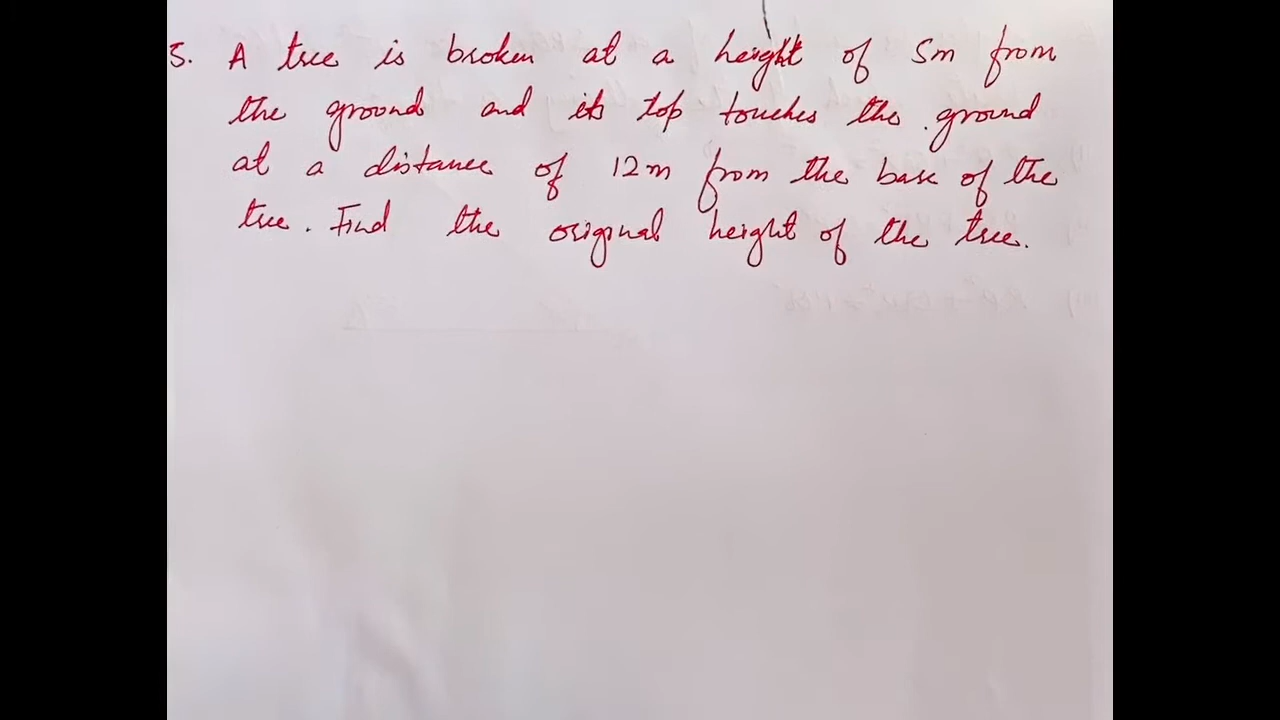 5. A tree is broken at a height of 5m from
the ground and its top touches the ground
at a distance of 12m from the base of the
tree. Find the original height of the tree.